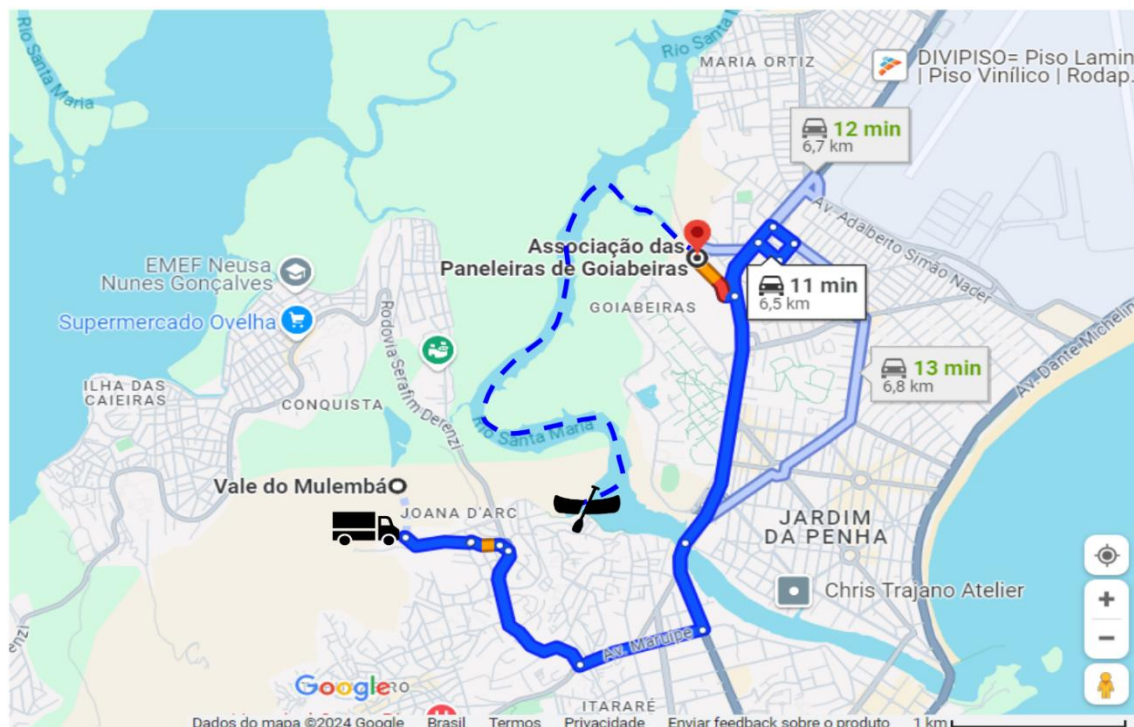 Rio Santa Maria
Rio Santa M
MARIA ORTIZ
DIVIPISO= Piso Lamin
| Piso Vinílico | Rodap.
12 min
6,7 km
Av. Adalberto Simão Nader
Associação das
Paneleiras de Goiabeiras
EMEF Neusa
Nunes Gonçalves
GOIABEIRAS
11 min
6,5 km
Supermercado Ovelha
Rodovia Serafim Derenzi
Av. Dante Michelin
13 min
6,8 km
ILHA DAS
CAIEIRAS
CONQUISTA
Rio Santa Maria
Vale do Mulembá
JOANA D'ARC
JARDIM
DA PENHA
Chris Trajano Atelier
Av. Maruípe
enzi
Google
RO
ITARARÉ
Dados do mapa ©2024 Google Brasil Termos Privacidade Enviar feedback sobre o produto 1 km